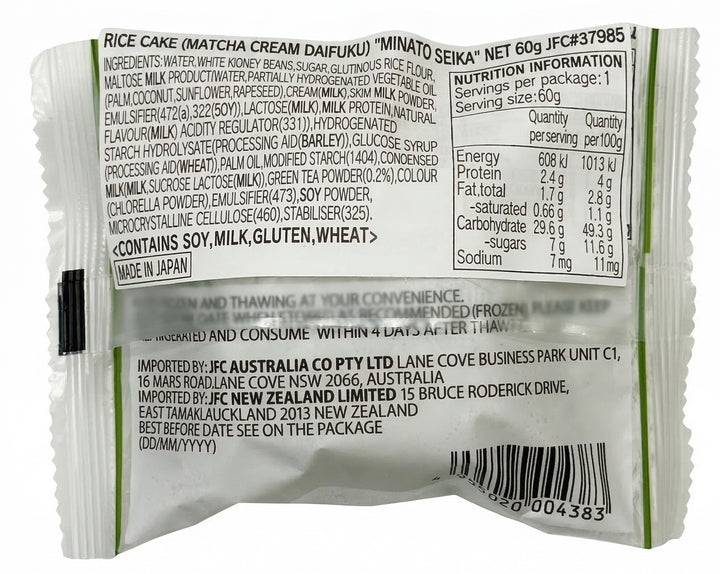 RICE CAKE (MATCHA CREAM DAIFUKU) "MINATO SEIKA" NET 60g JFC#37985
INGREDIENTS:WATER,WHITE KIONEY BEANS,SUGAR,GLUTINOUS RICE FLOUR,
MALTOSE MILK PRODUCT(WATER,PARTIALLY HYDROGENATED VEGETABLE OIL
(PALM,COCONUT,SUNFLOWER,RAPESEED),CREAM(MILK),SKIM MILK POWDER,
EMULSIFIER(472(a),322(5OY)),LACTOSE(MILK),MILK PROTEIN,NATURAL
FLAVOUR(MILK) ACIDITY REGULATOR(331)),HYDROGENATED
STARCH HYDROLYSATE(PROCESSING AID(BARLEY)),GLUCOSE SYRUP
(PROCESSING AID(WHEAT)),PALM OIL,MODIFIED STARCH(1404),CONDENSED
MILK(MILK,SUCROSE LACTOSE(MILK)),GREEN TEA POWDER(0.2%),COLOUR
(CHLORELLA POWDER),EMULSIFIER(473),SOY POWDER,
MICROCRYSTALLINE CELLULOSE(460),STABILISER(325).
<CONTAINS SOY,MILK,GLUTEN,WHEAT>
MADE IN JAPAN
NUTRITION INFORMATION
Servings per package:1
Serving size:60g
Quantity Quantity
per serving per100g
Energy 608 kJ 1013 kJ
Protein 2.4 g 4 g
Fat.total 1.7 g 2.8 g
-saturated 0.66 g 1.1 g
Carbohydrate 29.6 g 49.3 g
-sugars 7 g 11.6 g
Sodium 7 mg 11 mg
AND THAWING AT YOUR CONVENIENCE.
DATE WHEN STORED AS RECOMMENDED (FROZEN) PLEASE KEEP
AND CONSUME WITHIN 4 DAYS AFTER
IMPORTED BY:JFC AUSTRALIA CO PTY LTD LANE COVE BUSINESS PARK UNIT C1,
16 MARS ROAD,LANE COVE NSW 2066, AUSTRALIA
IMPORTED BY:JFC NEW ZEALAND LIMITED 15 BRUCE RODERICK DRIVE,
EAST TAMAKI,AUCKLAND 2013 NEW ZEALAND
BEST BEFORE DATE SEE ON THE PACKAGE
(DD/MM/YYYY)
004383